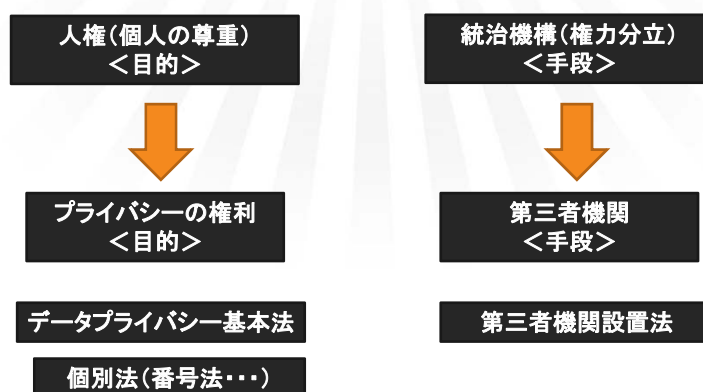 人権(個人の尊重)
<目的>
統治機構(権力分立)
<手段>
プライバシーの権利
<目的>
第三者機関
<手段>
データプライバシー基本法
第三者機関設置法
個別法(番号法・・・)